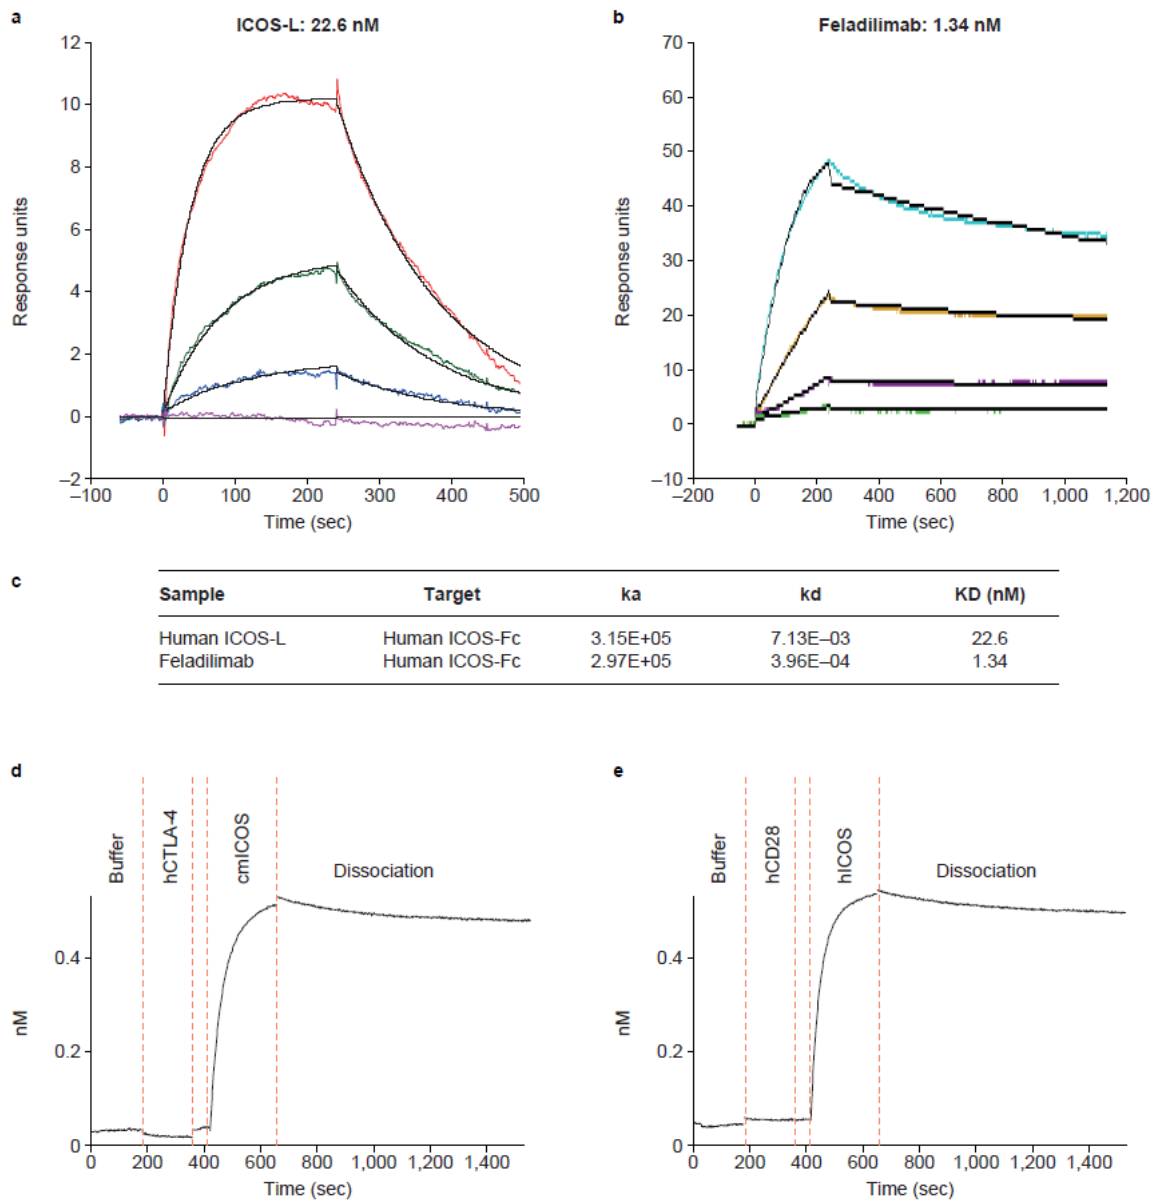 a
ICOS-L: 22.6 nM
12
10
8
6
4
2
0
–2
Response units
–100
0
100
200
300
400
500
Time (sec)
b
Feladilimab: 1.34 nM
70
60
50
40
30
20
10
0
–10
Response units
–200
0
200
400
600
800
1,000
1,200
Time (sec)
c
Sample Target ka kd KD (nM)
Human ICOS-L Human ICOS-Fc 3.15E+05 7.13E–03 22.6
Feladilimab Human ICOS-Fc 2.97E+05 3.96E–04 1.34
d
Buffer
hCTLA-4
cmICOS
Dissociation
0.4
0.2
0
nM
0
200
400
600
800
1,000
1,200
1,400
Time (sec)
e
Buffer
hCD28
hICOS
Dissociation
0.4
0.2
0
nM
0
200
400
600
800
1,000
1,200
1,400
Time (sec)